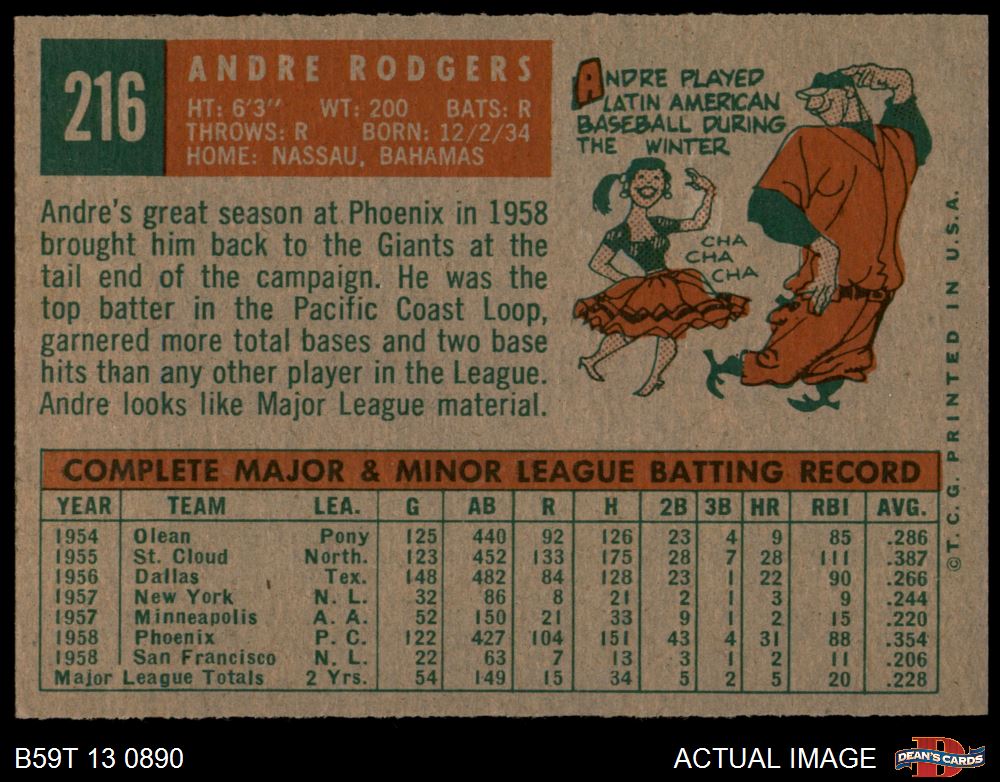 216
ANDRE RODGERS
HT: 6'3" WT: 200 BATS: R
THROWS: R BORN: 12/2/34
HOME: NASSAU, BAHAMAS
ANDRE PLAYED
LATIN AMERICAN
BASEBALL DURING
THE WINTER
CHA
CHA
CHA
Andre's great season at Phoenix in 1958
brought him back to the Giants at the
tail end of the campaign. He was the
top batter in the Pacific Coast Loop,
garnered more total bases and two base
hits than any other player in the League.
Andre looks like Major League material.
COMPLETE MAJOR & MINOR LEAGUE BATTING RECORD
YEAR TEAM LEA. G AB R H 2B 3B HR RBI AVG.
1954 Olean Pony 125 440 92 126 23 4 9 85 .286
1955 St. Cloud North. 123 452 133 175 28 7 28 111 .387
1956 Dallas Tex. 148 482 84 128 23 1 22 90 .266
1957 New York N. L. 32 86 8 21 2 1 3 9 .244
1957 Minneapolis A. A. 52 150 21 33 9 1 2 15 .220
1958 Phoenix P. C. 122 427 104 151 43 4 31 88 .354
1958 San Francisco N. L. 22 63 7 13 3 1 2 11 .206
Major League Totals 2 Yrs. 54 149 15 34 5 2 5 20 .228
©T. C. G. PRINTED IN U.S.A.
B59T 13 0890
ACTUAL IMAGE
D
DEAN'S CARDS